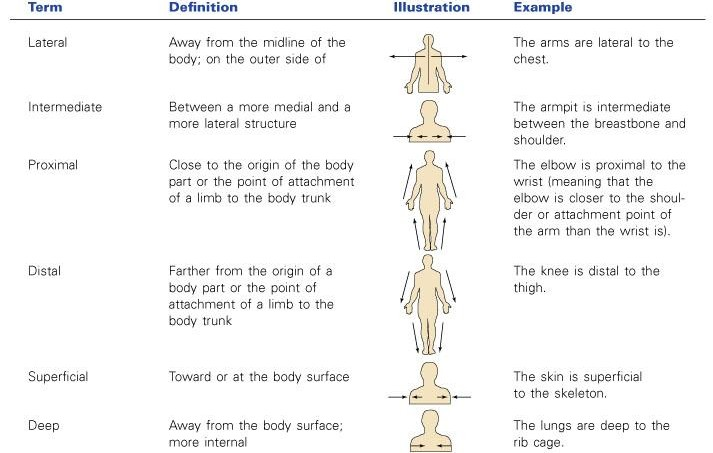 Term Definition Illustration Example
Lateral Away from the midline of the The arms are lateral to the
body; on the outer side of chest.
Intermediate Between a more medial and a The armpit is intermediate
more lateral structure between the breastbone and
shoulder.
Proximal Close to the origin of the body The elbow is proximal to the
part or the point of attachment wrist (meaning that the
of a limb to the body trunk elbow is closer to the shoul-
der or attachment point of
the arm than the wrist is).
Distal Farther from the origin of a The knee is distal to the
body part or the point of thigh.
attachment of a limb to the
body trunk
Superficial Toward or at the body surface The skin is superficial
to the skeleton.
Deep Away from the body surface; The lungs are deep to the
more internal rib cage.